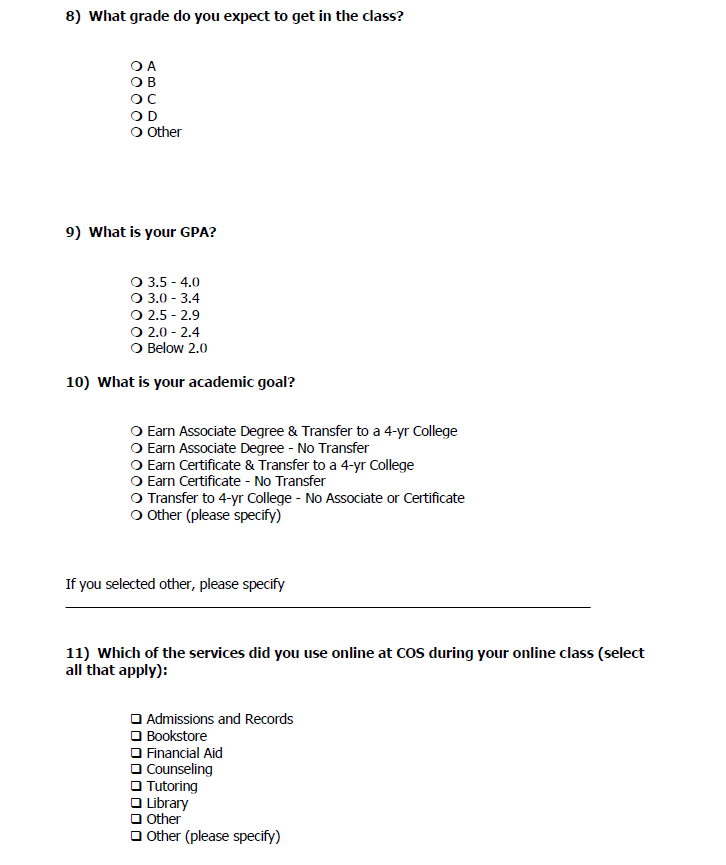 8) What grade do you expect to get in the class?
A
B
C
D
Other
9) What is your GPA?
3.5 - 4.0
3.0 - 3.4
2.5 - 2.9
2.0 - 2.4
Below 2.0
10) What is your academic goal?
Earn Associate Degree & Transfer to a 4-yr College
Earn Associate Degree - No Transfer
Earn Certificate & Transfer to a 4-yr College
Earn Certificate - No Transfer
Transfer to 4-yr College - No Associate or Certificate
Other (please specify)
If you selected other, please specify
11) Which of the services did you use online at COS during your online class (select
all that apply):
Admissions and Records
Bookstore
Financial Aid
Counseling
Tutoring
Library
Other
Other (please specify)